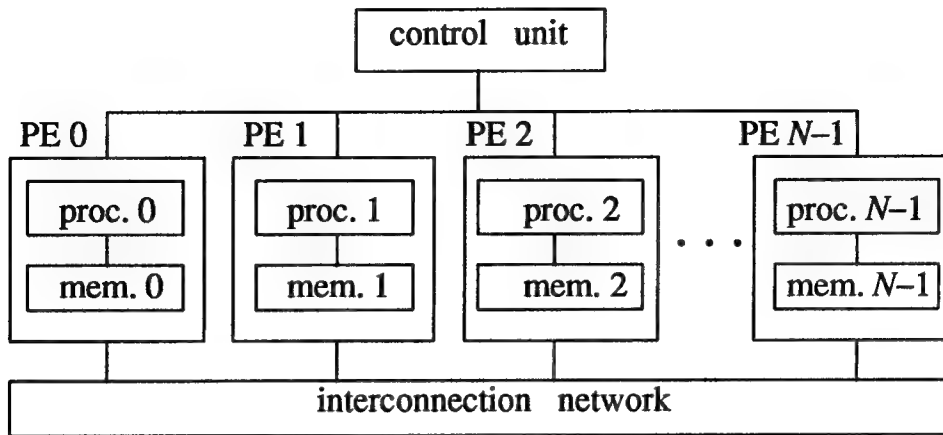 control unit
PE 0 PE 1 PE 2 PE N–1
proc. 0 proc. 1 proc. 2 proc. N–1
. . .
mem. 0 mem. 1 mem. 2 mem. N–1
interconnection network